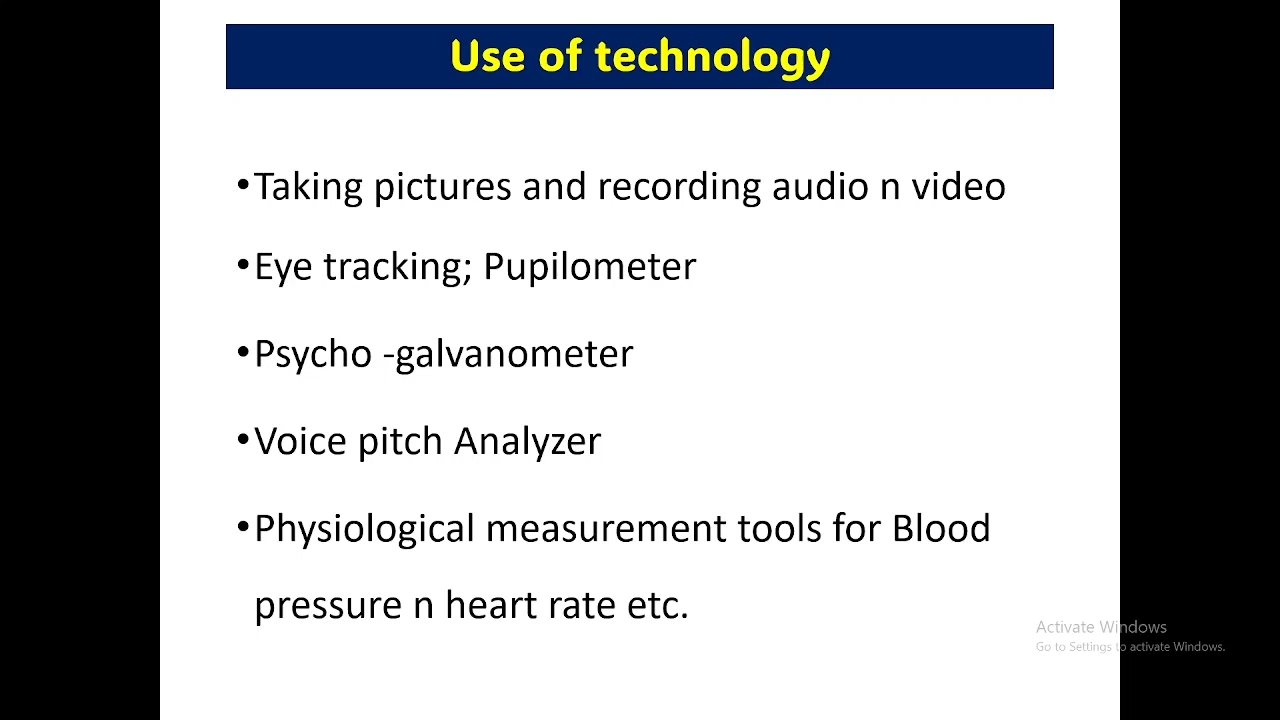 Use of technology
•Taking pictures and recording audio n video
•Eye tracking; Pupilometer
•Psycho -galvanometer
•Voice pitch Analyzer
•Physiological measurement tools for Blood
pressure n heart rate etc.
Activate Windows
Go to Settings to activate Windows.